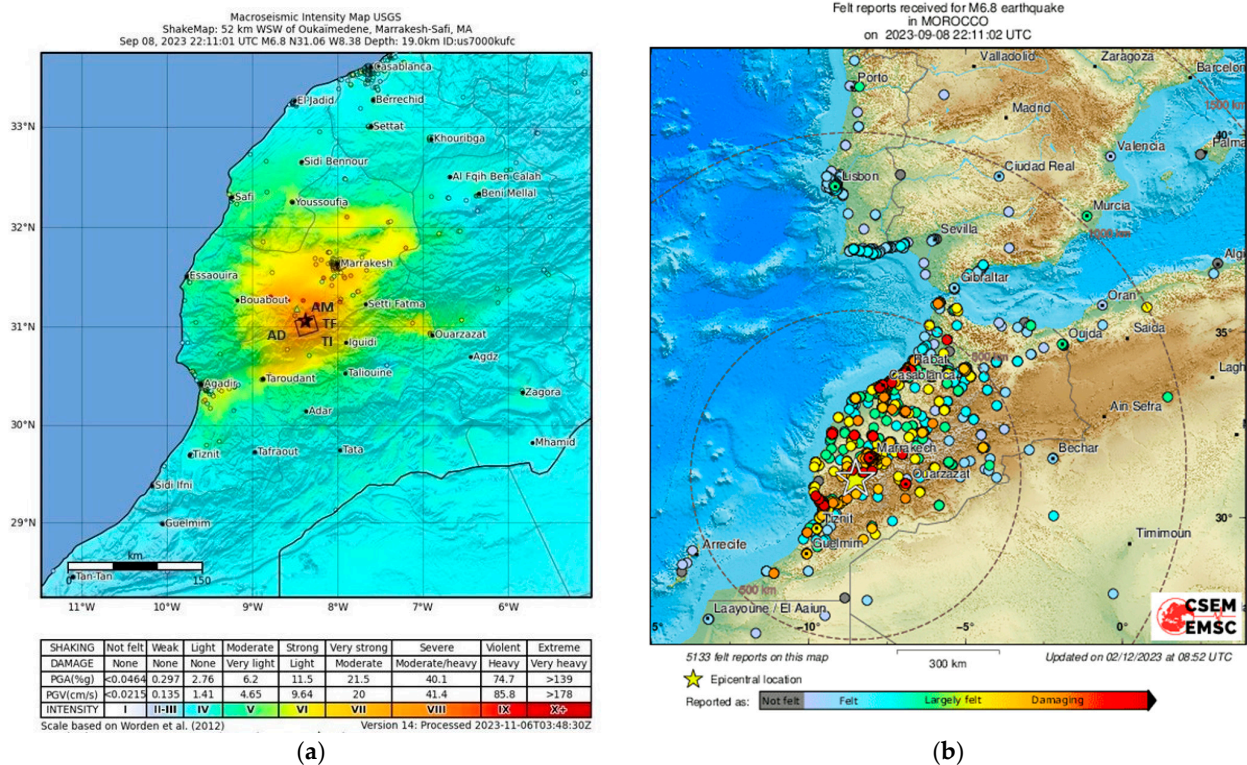 Macroseismic Intensity Map USGS
ShakeMap: 52 km WSW of Oukaïmedene, Marrakesh-Safi, MA
Sep 08, 2023 22:11:01 UTC M6.8 N31.06 W8.38 Depth: 19.0km ID:us7000kufc
Casablanca
El Jadid
Berrechid
33°N
Settat
Khouribga
Sidi Bennour
Al Fqih Ben Çalah
Beni Mellal
Safi
Youssoufia
32°N
Marrakesh
Essaouira
Bouabout
Setti Fatma
AM
31°N
TF
AD
TI
Ouarzazat
Iguidi
Agdz
Agadir
Taroudant
Taliouine
Zagora
Adar
30°N
Mhamid
Tiznit
Tafraout
Tata
Sidi Ifni
29°N
Guelmim
km
0
150
Tan-Tan
11°W
10°W
9°W
8°W
7°W
6°W
SHAKING Not felt Weak Light Moderate Strong Very strong Severe Violent Extreme
DAMAGE None None None Very light Light Moderate Moderate/heavy Heavy Very heavy
PGA(%g) <0.0464 0.297 2.76 6.2 11.5 21.5 40.1 74.7 >139
PGV(cm/s) <0.0215 0.135 1.41 4.65 9.64 20 41.4 85.8 >178
INTENSITY I II-III IV V VI VII VIII IX X+
Scale based on Worden et al. (2012)
Version 14: Processed 2023-11-06T03:48:30Z
(a)
Felt reports received for M6.8 earthquake
in MOROCCO
on 2023-09-08 22:11:02 UTC
Valladolid
Zaragoza
Barcelon
Porto
1500 km
Madrid
40°
Valencia
Palma
Ciudad Real
Lisbon
Murcia
1000 km
Sevilla
Gibraltar
Algi
Oran
35°
Oujda
Saida
Rabat
500 km
Casablanca
Lagh
Ain Sefra
Marrakech
Bechar
Ouarzazat
Tiznit
30°
Timimoun
Guelmim
Arrecife
500 km
Laayoune / El Aaiun
−10°
−5°
0°
CSEM
EMSC
5133 felt reports on this map
300 km
Updated on 02/12/2023 at 08:52 UTC
Epicentral location
Reported as:
Not felt
Felt
Largely felt
Damaging
(b)